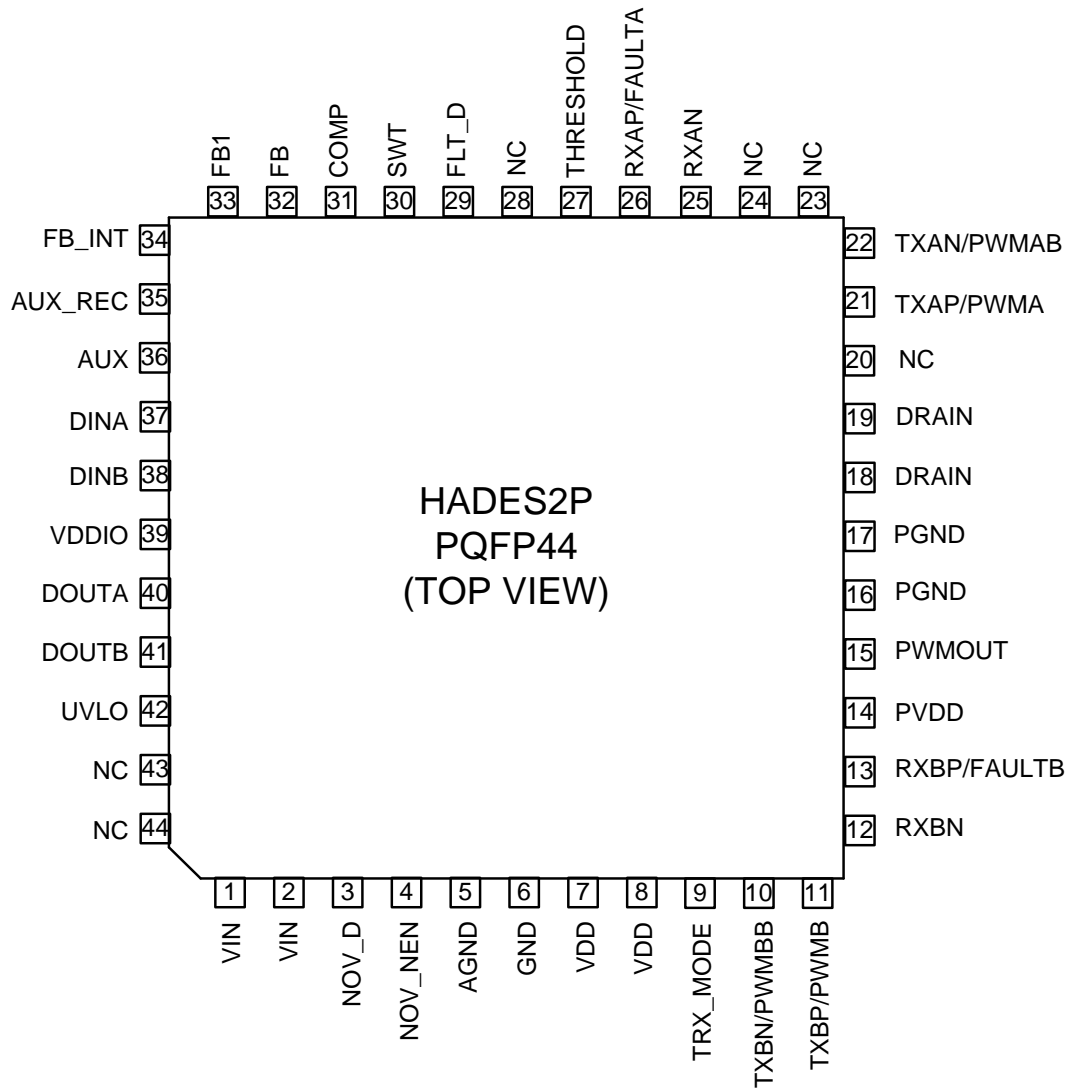 FB1
FB
COMP
SWT
FLT_D
NC
THRESHOLD
RXAP/FAULTA
RXAN
NC
NC
33 32 31 30 29 28 27 26 25 24 23
FB_INT 34
AUX_REC 35
AUX 36
DINA 37
DINB 38
VDDIO 39
DOUTA 40
DOUTB 41
UVLO 42
NC 43
NC 44
HADES2P
PQFP44
(TOP VIEW)
22 TXAN/PWMAB
21 TXAP/PWMA
20 NC
19 DRAIN
18 DRAIN
17 PGND
16 PGND
15 PWMOUT
14 PVDD
13 RXBP/FAULTB
12 RXBN
1 2 3 4 5 6 7 8 9 10 11
VIN
VIN
NOV_D
NOV_NEN
AGND
GND
VDD
VDD
TRX_MODE
TXBN/PWMBB
TXBP/PWMB